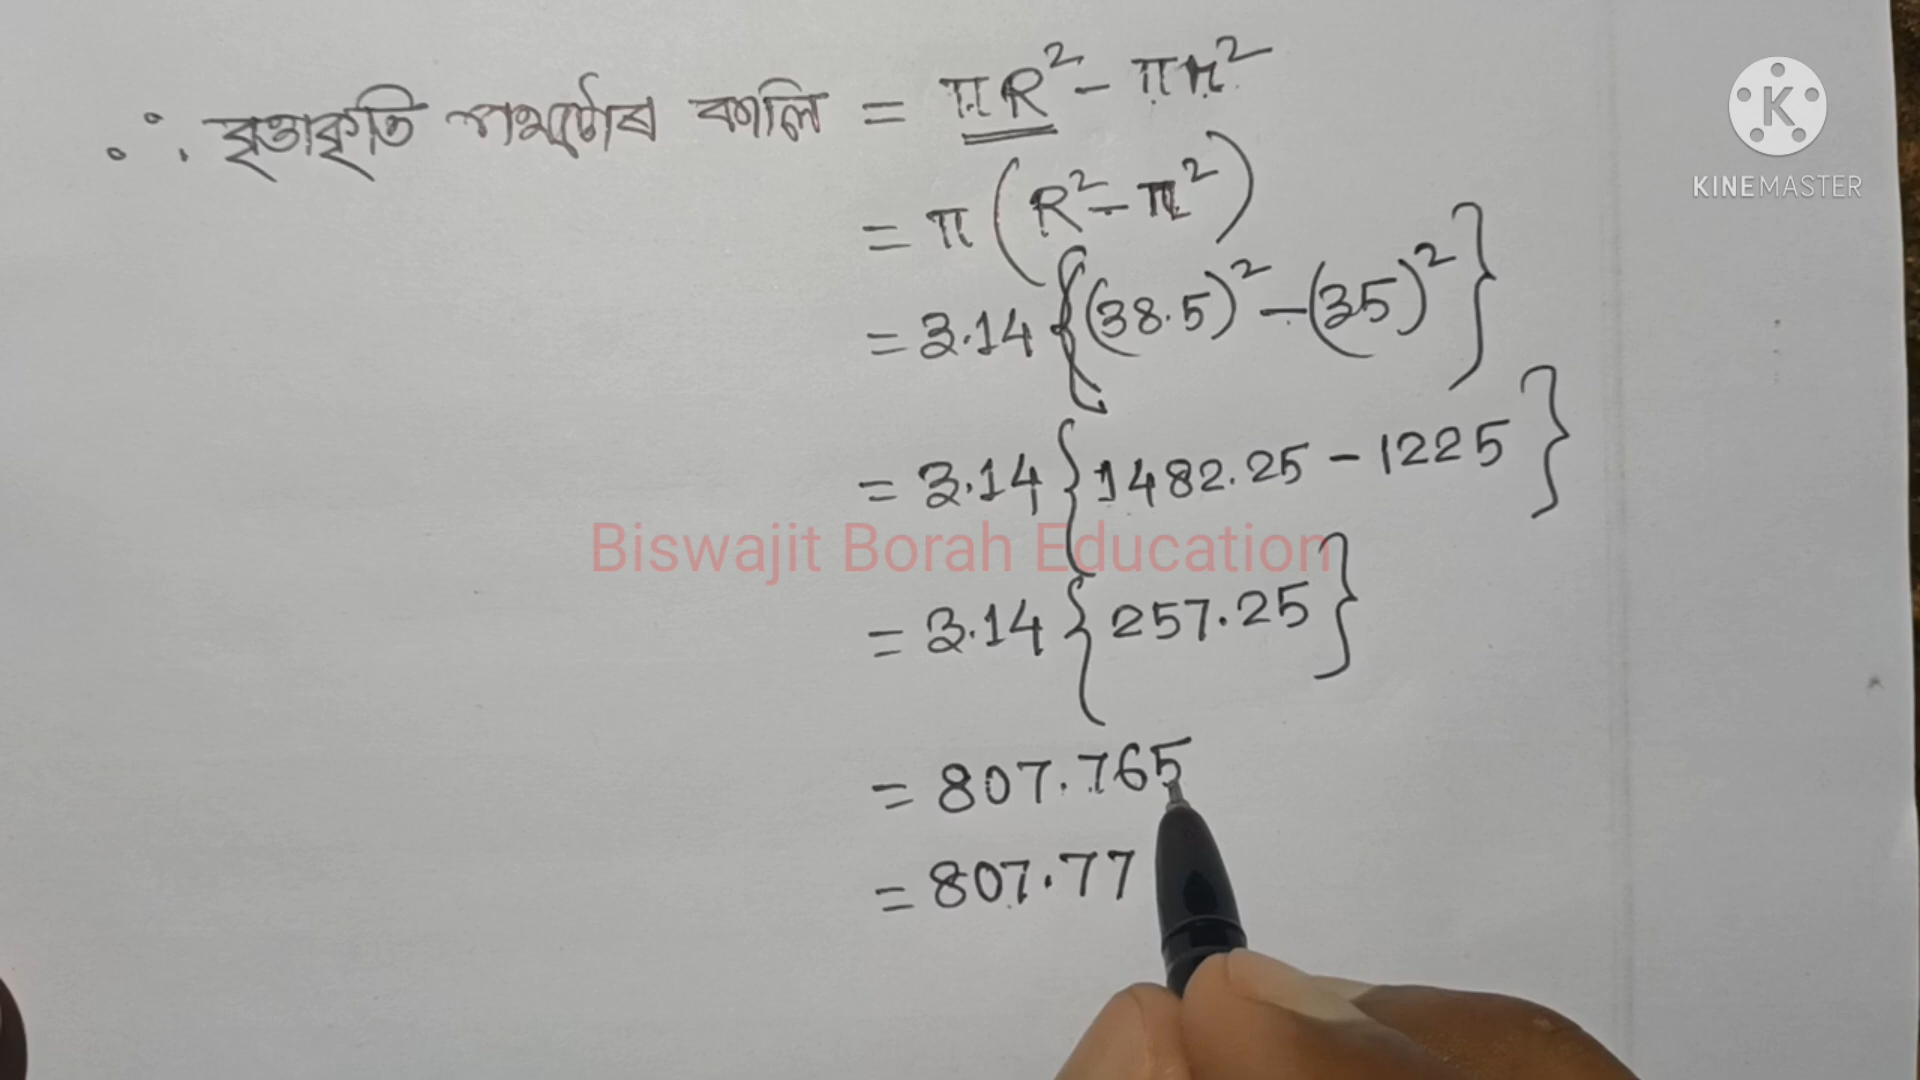 ∴ বৃত্তাকৃতি পথটোৰ কালি = πR² - πr²
K
KINEMASTER
= π(R² - π²)
= 3.14{(38.5)² - (35)²}
= 3.14{1482.25 - 1225}
Biswajit Borah Education
= 3.14{257.25}
= 807.765
= 807.77